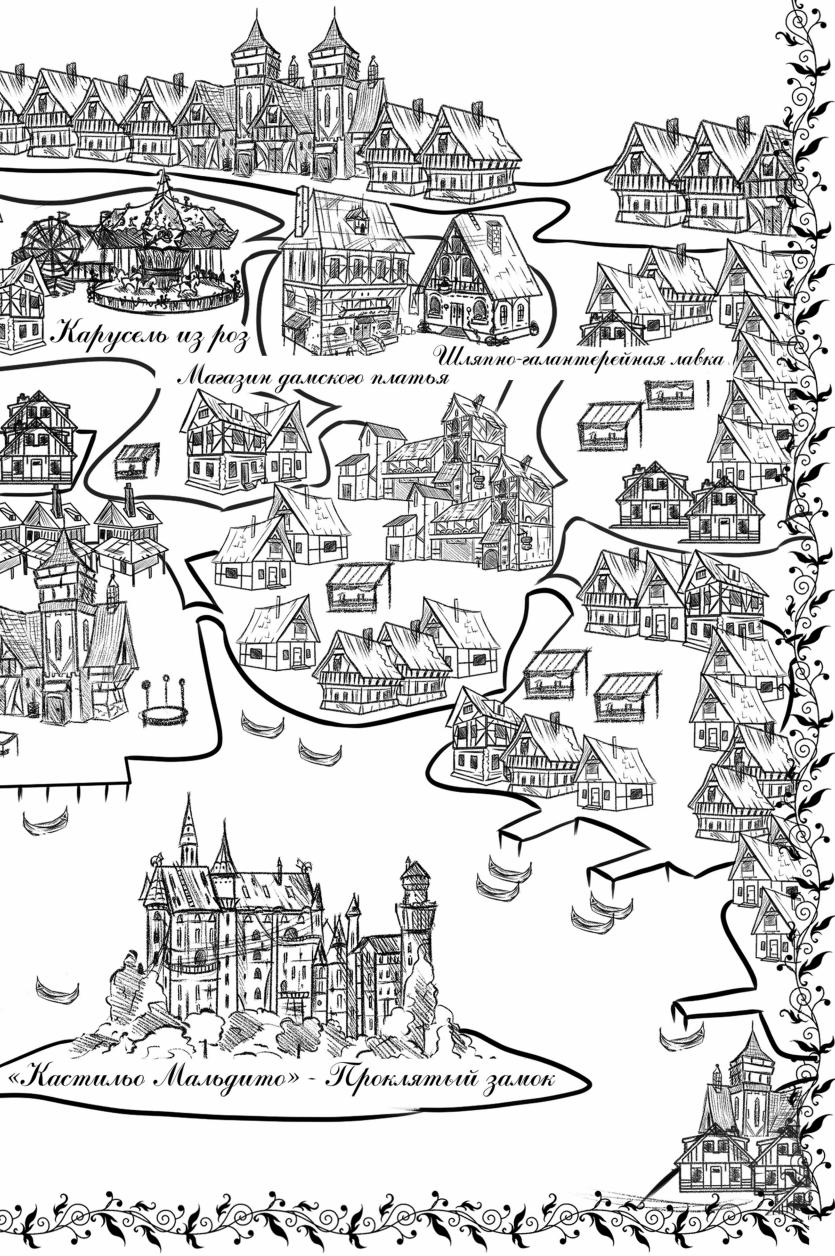 Карусель из роз
Шляпно-галантерейная лавка
Магазин дамского платья
«Кастильо Мальдито» - Проклятый замок